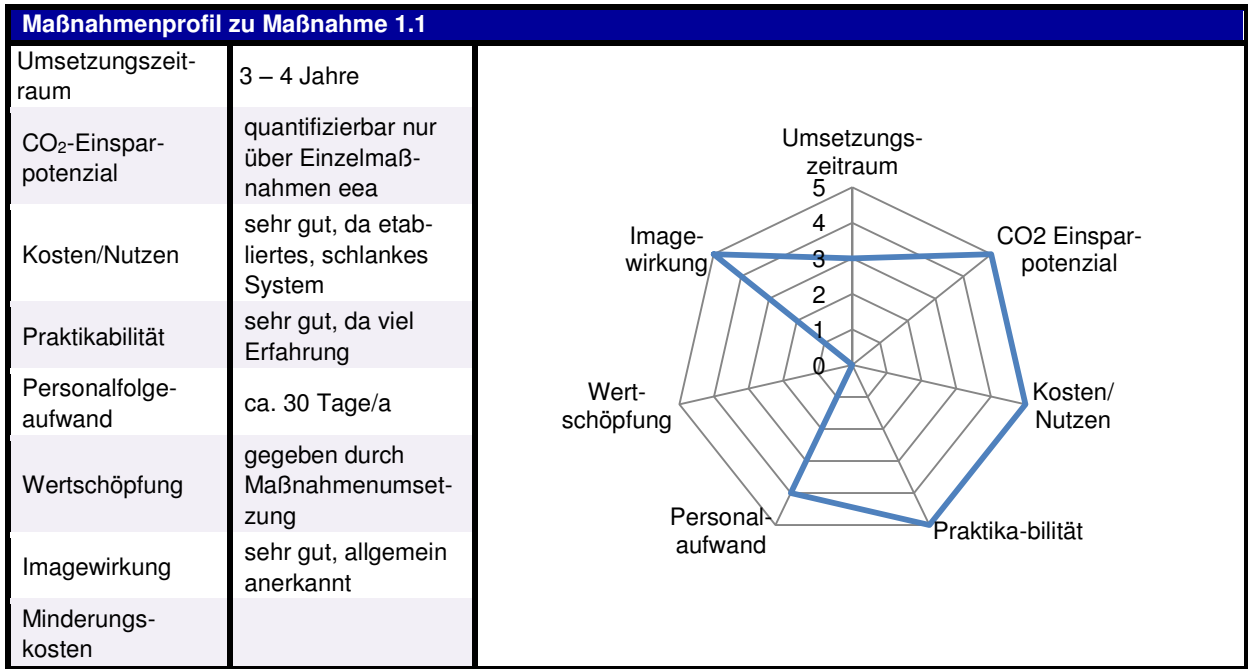 Maßnahmenprofil zu Maßnahme 1.1
Umsetzungszeit-
raum
3 – 4 Jahre
CO₂-Einspar-
potenzial
quantifizierbar nur
über Einzelmaß-
nahmen eea
Kosten/Nutzen
sehr gut, da etab-
liertes, schlankes
System
Praktikabilität
sehr gut, da viel
Erfahrung
Personalfolge-
aufwand
ca. 30 Tage/a
Wertschöpfung
gegeben durch
Maßnahmenumset-
zung
Imagewirkung
sehr gut, allgemein
anerkannt
Minderungs-
kosten
Umsetzungs-
zeitraum
5
4
3
2
1
0
CO2 Einspar-
potenzial
Kosten/
Nutzen
Praktika-bilität
Personal-
aufwand
Wert-
schöpfung
Image-
wirkung